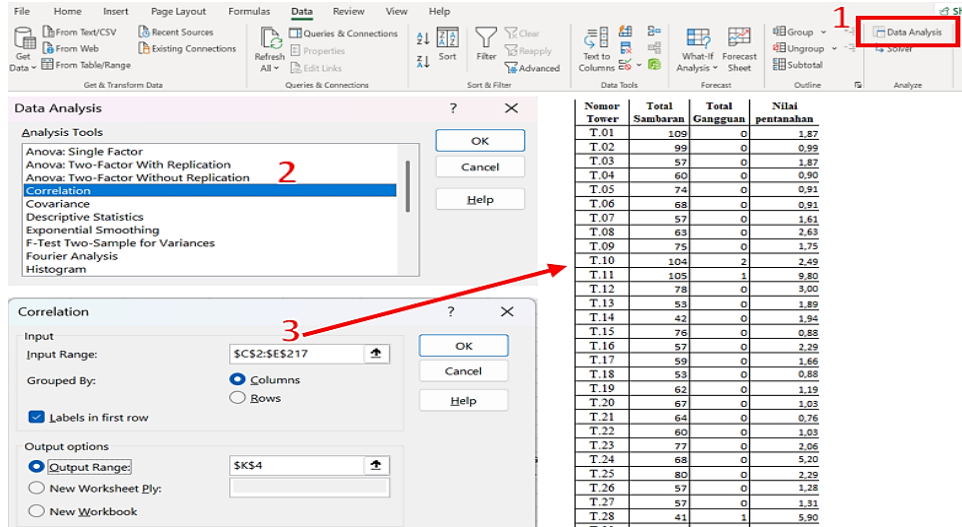 File Home Insert Page Layout Formulas Data Review View Help
1
Get Data
From Text/CSV
From Web
From Table/Range
Recent Sources
Existing Connections
Get & Transform Data
Refresh All
Queries & Connections
Properties
Edit Links
Queries & Connections
Sort
Filter
Clear
Reapply
Advanced
Sort & Filter
Text to Columns
Data Tools
What-If Analysis
Forecast Sheet
Forecast
Group
Ungroup
Subtotal
Outline
Data Analysis
Solver
Analyze
Data Analysis ? X
Analysis Tools
Anova: Single Factor
Anova: Two-Factor With Replication
Anova: Two-Factor Without Replication
Correlation
Covariance
Descriptive Statistics
Exponential Smoothing
F-Test Two-Sample for Variances
Fourier Analysis
Histogram
2
OK
Cancel
Help
Correlation ? X
3
Input
Input Range: $C$2:$E$217
Grouped By: Columns
Rows
Labels in first row
OK
Cancel
Help
Output options
Output Range: $K$4
New Worksheet Ply:
New Workbook
Nomor Tower Total Sambaran Total Gangguan Nilai pentanahan
T.01 109 0 1,87
T.02 99 0 0,99
T.03 57 0 1,87
T.04 60 0 0,90
T.05 74 0 0,91
T.06 68 0 0,91
T.07 57 0 1,61
T.08 63 0 2,63
T.09 75 0 1,75
T.10 104 2 2,49
T.11 105 1 9,80
T.12 78 0 3,00
T.13 53 0 1,89
T.14 42 0 1,94
T.15 76 0 0,88
T.16 57 0 2,29
T.17 59 0 1,66
T.18 53 0 0,88
T.19 62 0 1,19
T.20 67 0 1,03
T.21 64 0 0,76
T.22 60 0 1,03
T.23 77 0 2,06
T.24 68 0 5,20
T.25 80 0 2,29
T.26 57 0 1,28
T.27 57 0 1,31
T.28 41 1 5,90